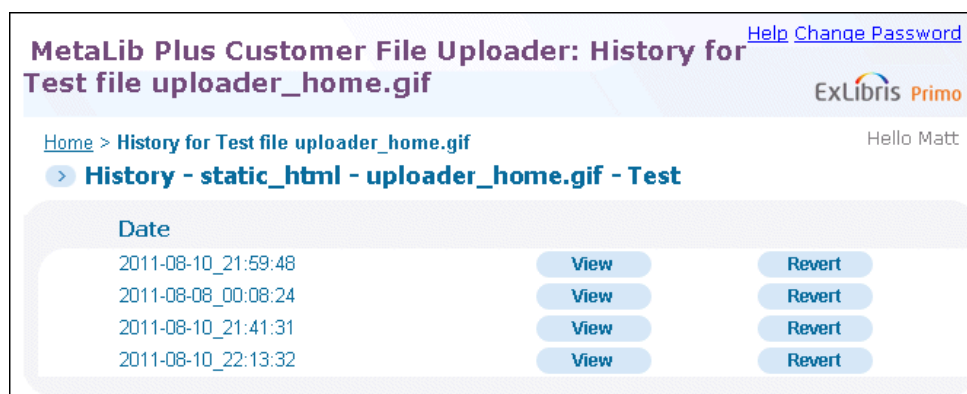 Help Change Password
MetaLib Plus Customer File Uploader: History for
Test file uploader_home.gif
ExLibris Primo
Home > History for Test file uploader_home.gif
Hello Matt
> History - static_html - uploader_home.gif - Test
Date
2011-08-10_21:59:48 View Revert
2011-08-08_00:08:24 View Revert
2011-08-10_21:41:31 View Revert
2011-08-10_22:13:32 View Revert